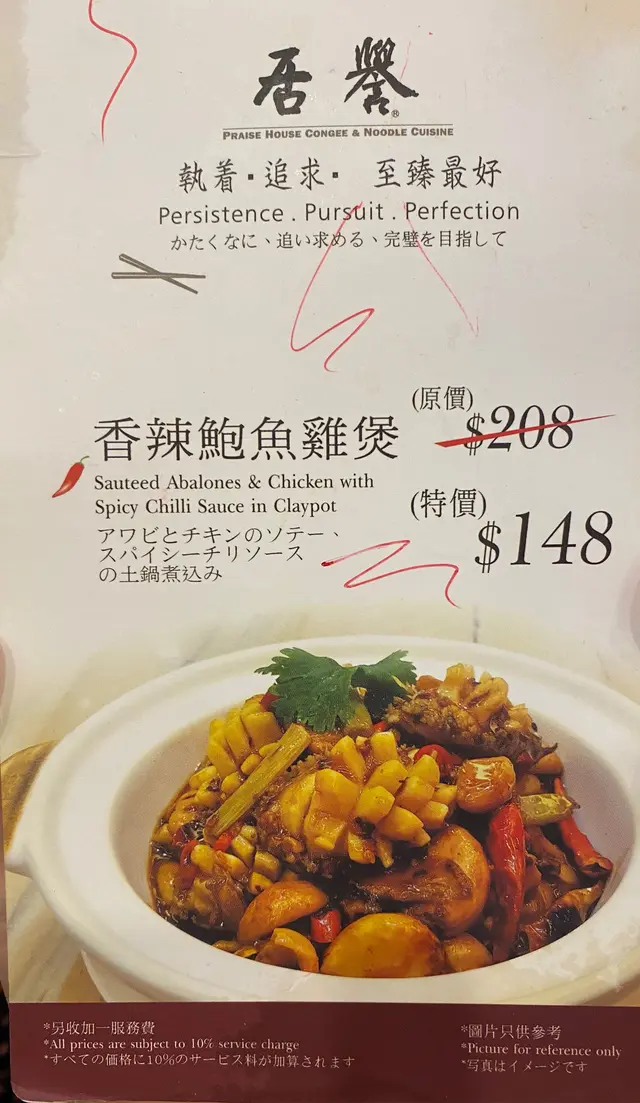 居譽®
PRAISE HOUSE CONGEE & NOODLE CUISINE
執着·追求· 至臻最好
Persistence . Pursuit . Perfection
かたくなに、追い求める、完璧を目指して
(原價) $208
香辣鮑魚雞煲
Sauteed Abalones & Chicken with
Spicy Chilli Sauce in Claypot
アワビとチキンのソテー、
スパイシーチリソース
の土鍋煮込み
(特價) $148
*另收加一服務費
*All prices are subject to 10% service charge
*すべての価格に10%のサービス料が加算されます
*圖片只供參考
*Picture for reference only
*写真はイメージです